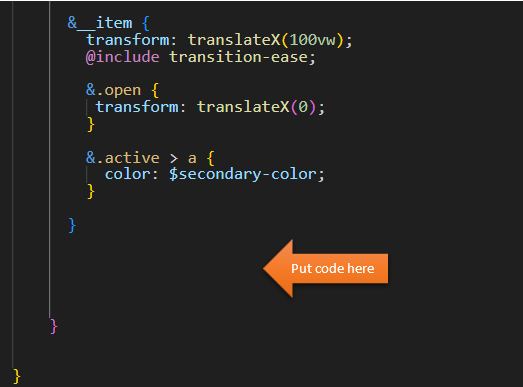 &__item {
transform: translateX(100vw);
@include transition-ease;
&.open {
transform: translateX(0);
}
&.active > a {
color: $secondary-color;
}
}
Put code here
}
}